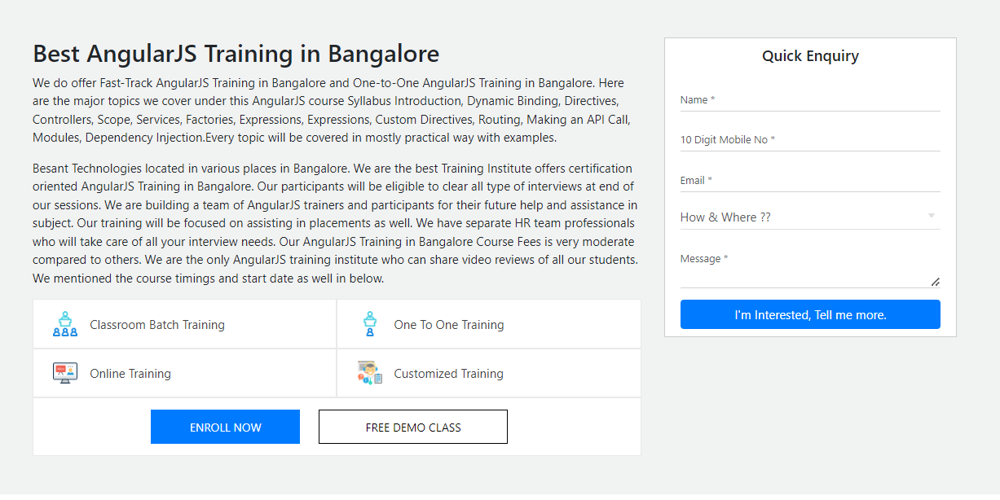 Best AngularJS Training in Bangalore
We do offer Fast-Track AngularJS Training in Bangalore and One-to-One AngularJS Training in Bangalore. Here
are the major topics we cover under this AngularJS course Syllabus Introduction, Dynamic Binding, Directives,
Controllers, Scope, Services, Factories, Expressions, Expressions, Custom Directives, Routing, Making an API Call,
Modules, Dependency Injection.Every topic will be covered in mostly practical way with examples.
Besant Technologies located in various places in Bangalore. We are the best Training Institute offers certification
oriented AngularJS Training in Bangalore. Our participants will be eligible to clear all type of interviews at end of
our sessions. We are building a team of AngularJS trainers and participants for their future help and assistance in
subject. Our training will be focused on assisting in placements as well. We have separate HR team professionals
who will take care of all your interview needs. Our AngularJS Training in Bangalore Course Fees is very moderate
compared to others. We are the only AngularJS training institute who can share video reviews of all our students.
We mentioned the course timings and start date as well in below.
Classroom Batch Training
One To One Training
Online Training
Customized Training
ENROLL NOW
FREE DEMO CLASS
Quick Enquiry
Name *
10 Digit Mobile No *
Email *
How & Where ??
Message *
I'm Interested, Tell me more.